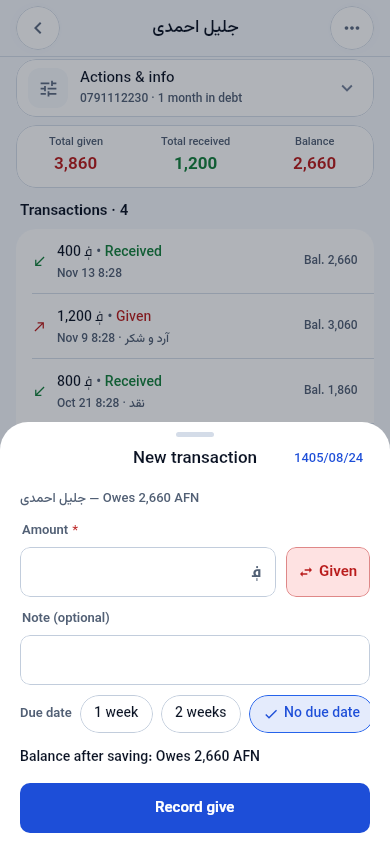 جلیل احمدی
Actions & info
0791112230 · 1 month in debt
Total given
Total received
Balance
3,860
1,200
2,660
Transactions · 4
400 ؋ • Received
Nov 13 8:28
Bal. 2,660
1,200 ؋ • Given
Nov 9 8:28 · آرد و شکر
Bal. 3,060
800 ؋ • Received
Oct 21 8:28 · نقد
Bal. 1,860
New transaction
1405/08/24
جلیل احمدی — Owes 2,660 AFN
Amount *
؋
Given
Note (optional)
Due date
1 week
2 weeks
No due date
Balance after saving: Owes 2,660 AFN
Record give